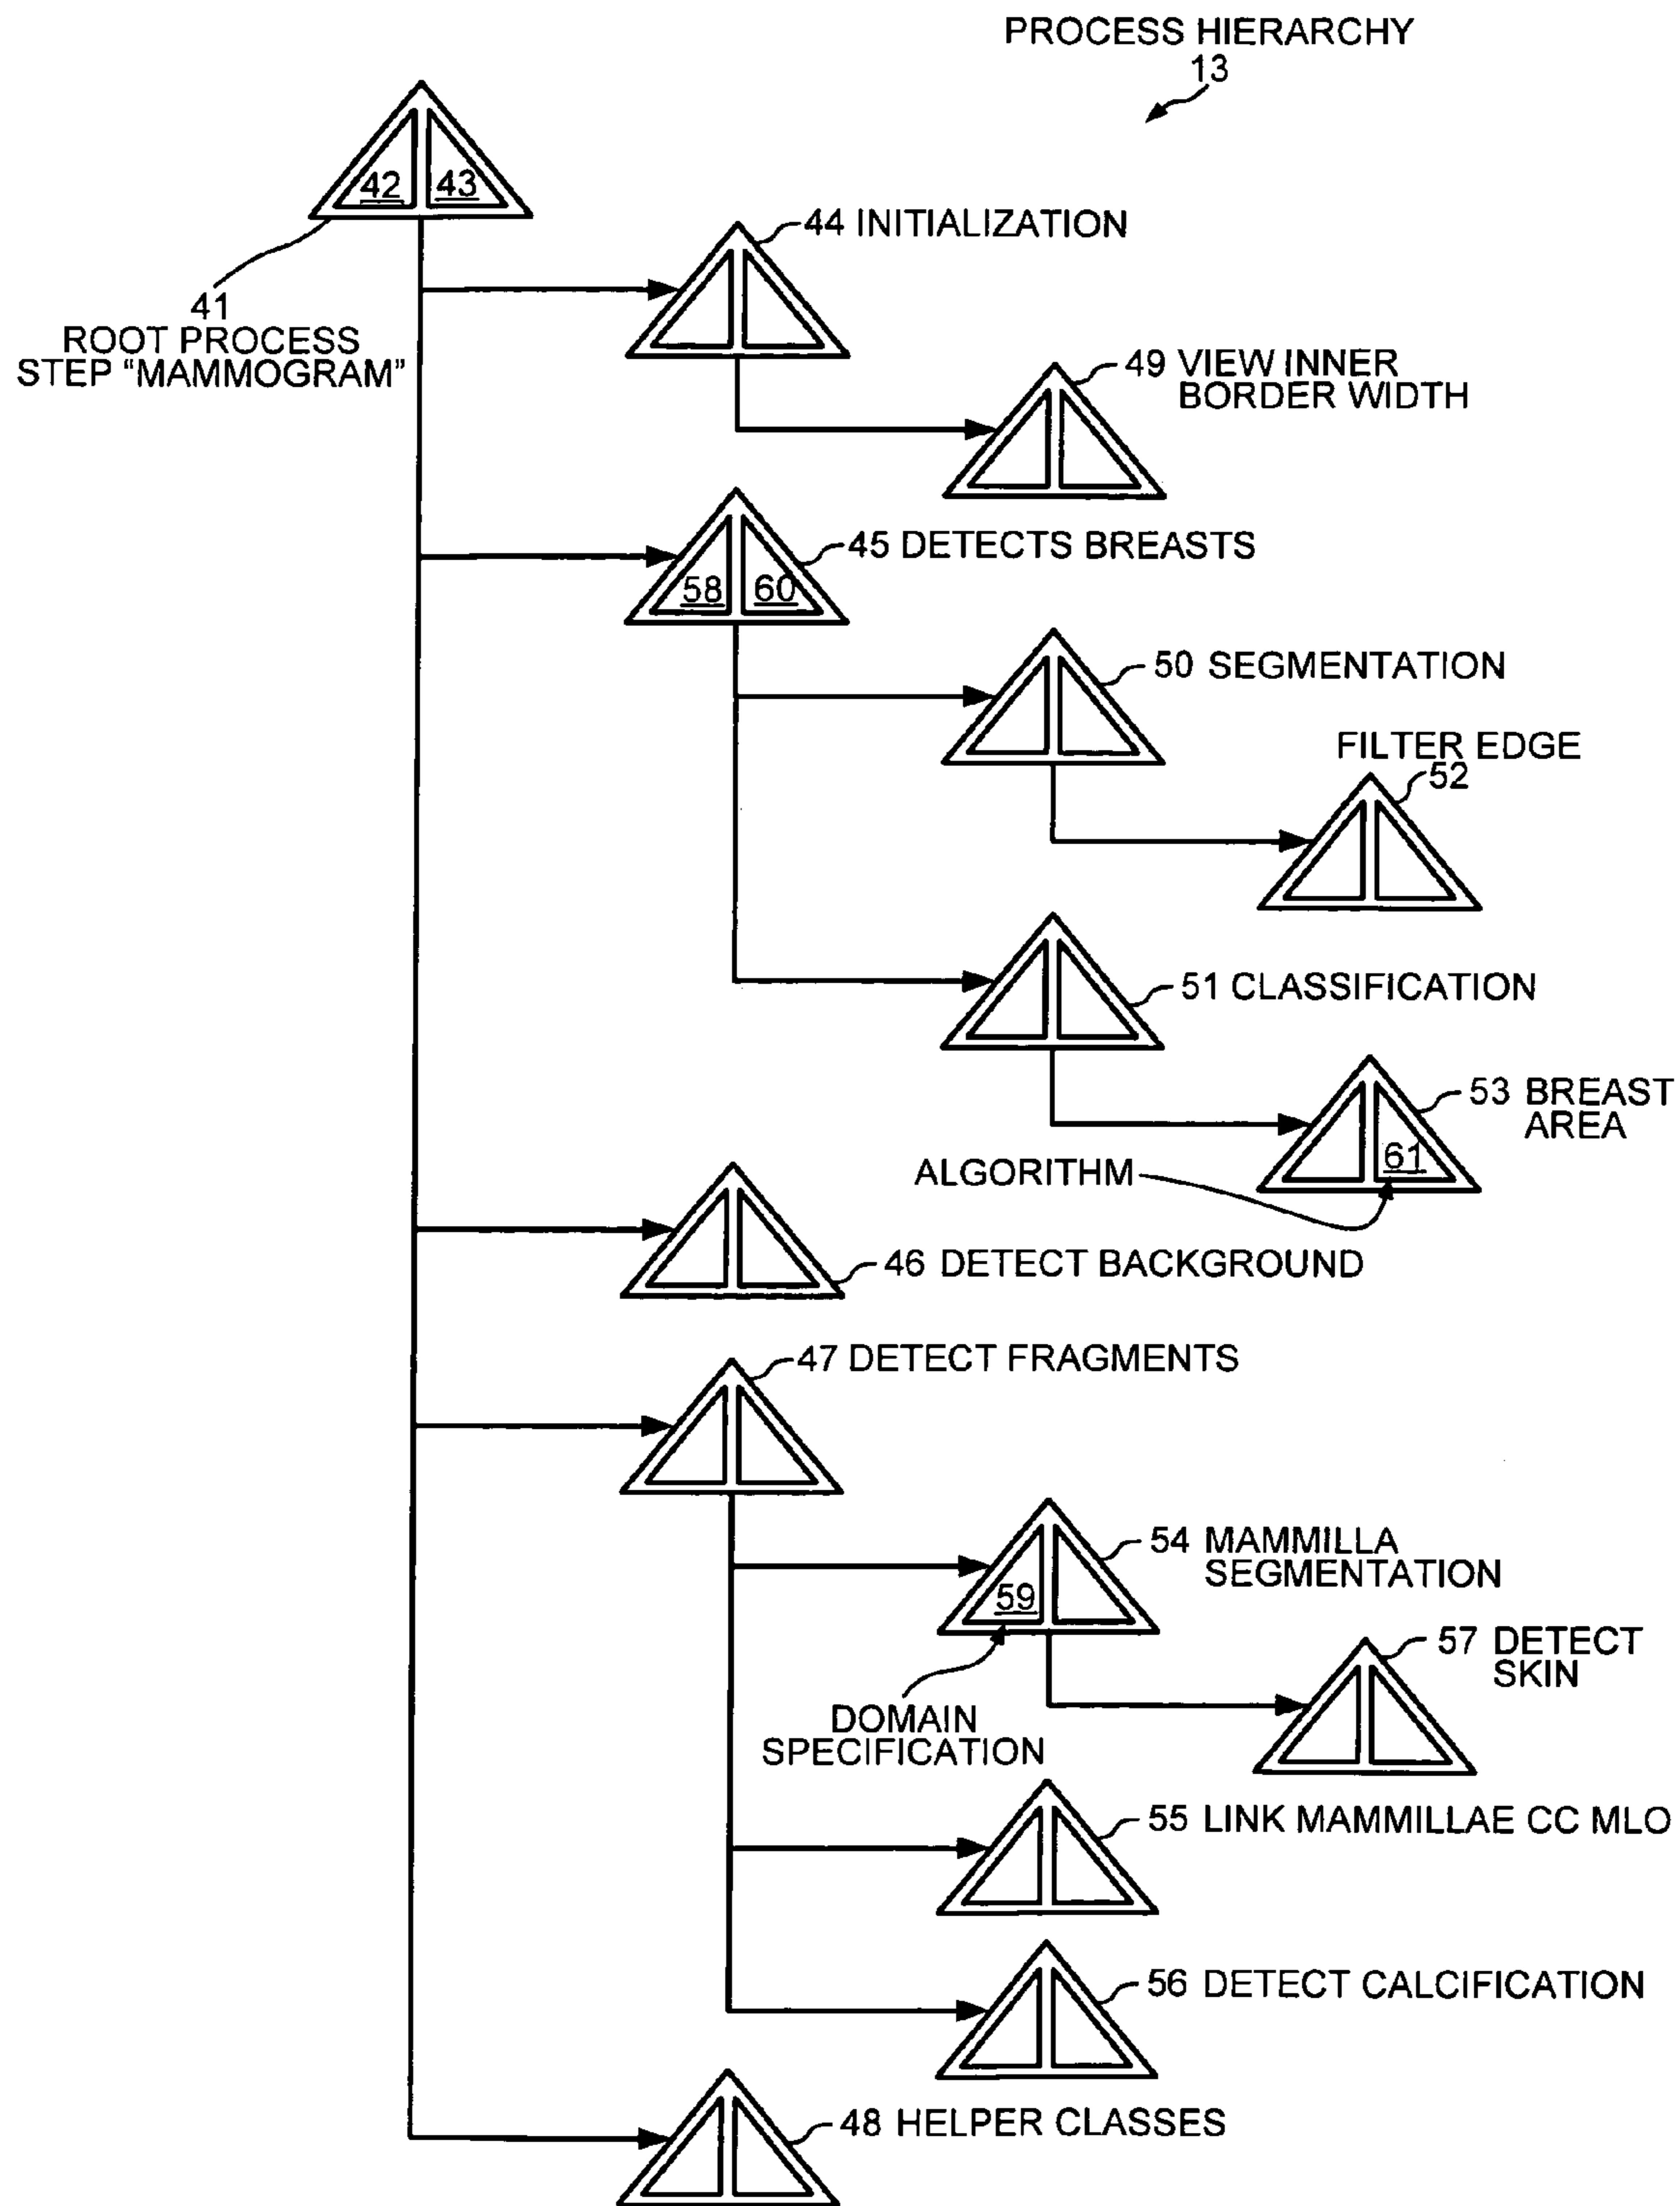 PROCESS HIERARCHY
13
42 43
44 INITIALIZATION
41
ROOT PROCESS
STEP “MAMMOGRAM”
49 VIEW INNER
BORDER WIDTH
45 DETECTS BREASTS
58 60
50 SEGMENTATION
FILTER EDGE
52
51 CLASSIFICATION
53 BREAST
AREA
61
ALGORITHM
46 DETECT BACKGROUND
47 DETECT FRAGMENTS
54 MAMMILLA
SEGMENTATION
59
57 DETECT
SKIN
DOMAIN
SPECIFICATION
55 LINK MAMMILLAE CC MLO
56 DETECT CALCIFICATION
48 HELPER CLASSES